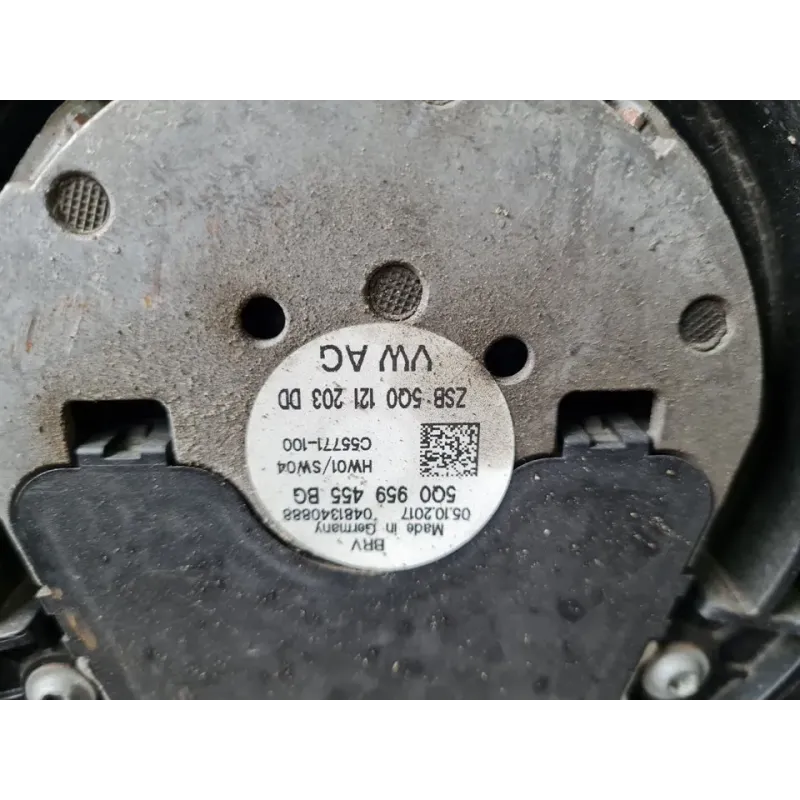 BRV
Made in Germany
05.10.2017 0481340888
5Q0 959 455 BG
HW01/SW04
C55771-100
ZSB 5Q0 121 203 DD
VW AG